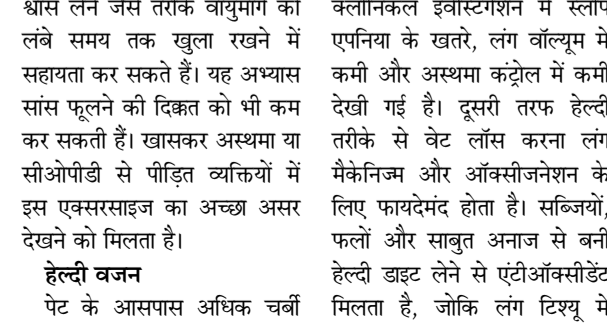 श्वास लेने जैसे तरीके वायुमार्ग को
लंबे समय तक खुला रखने में
सहायता कर सकते हैं। यह अभ्यास
सांस फूलने की दिक्कत को भी कम
कर सकती हैं। खासकर अस्थमा या
सीओपीडी से पीड़ित व्यक्तियों में
इस एक्सरसाइज का अच्छा असर
देखने को मिलता है।
हेल्दी वजन
पेट के आसपास अधिक चर्बी
क्लीनिकल इंवेस्टिगेशन में स्लीप
एपनिया के खतरे, लंग वॉल्यूम में
कमी और अस्थमा कंट्रोल में कमी
देखी गई है। दूसरी तरफ हेल्दी
तरीके से वेट लॉस करना लंग
मैकेनिज्म और ऑक्सीजनेशन के
लिए फायदेमंद होता है। सब्जियों,
फलों और साबुत अनाज से बनी
हेल्दी डाइट लेने से एंटीऑक्सीडेंट
मिलता है, जोकि लंग टिश्यू में